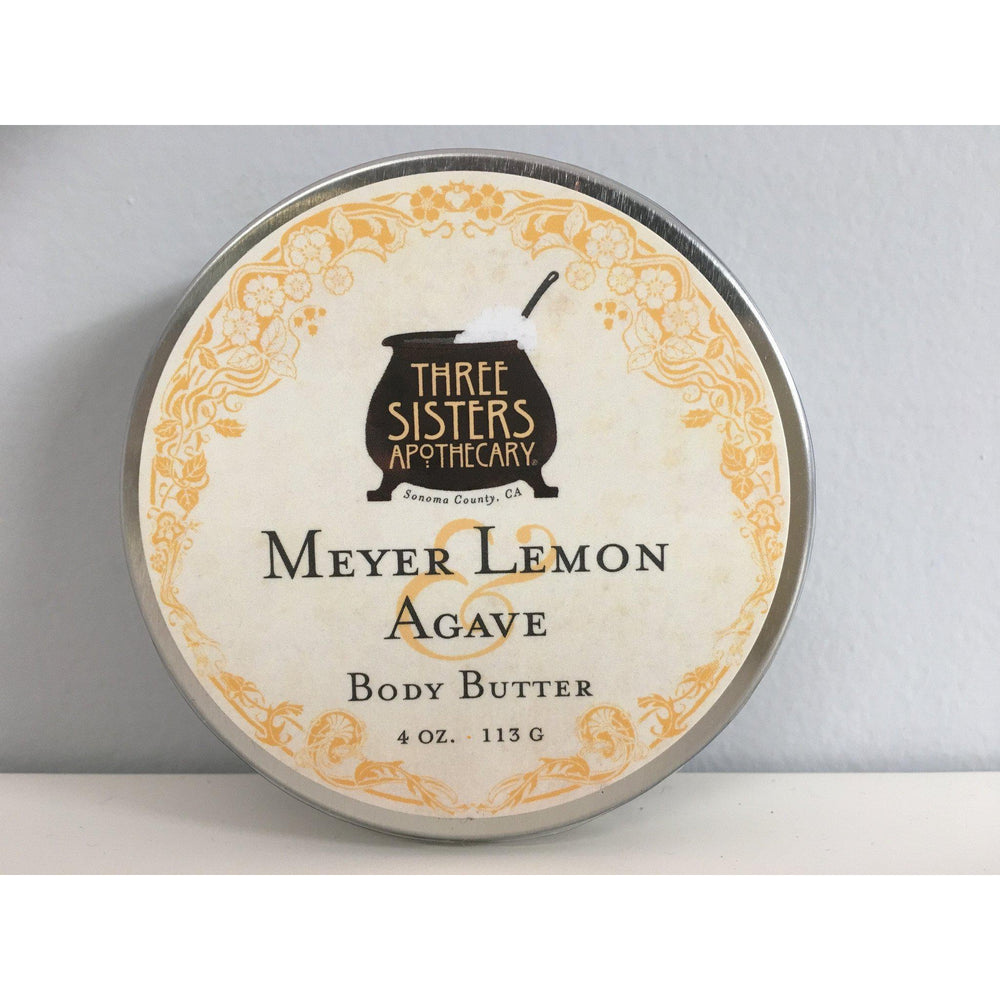 THREE
SISTERS
APOTHECARY®
Sonoma County, CA
MEYER LEMON
&
AGAVE
BODY BUTTER
4 OZ. · 113 G